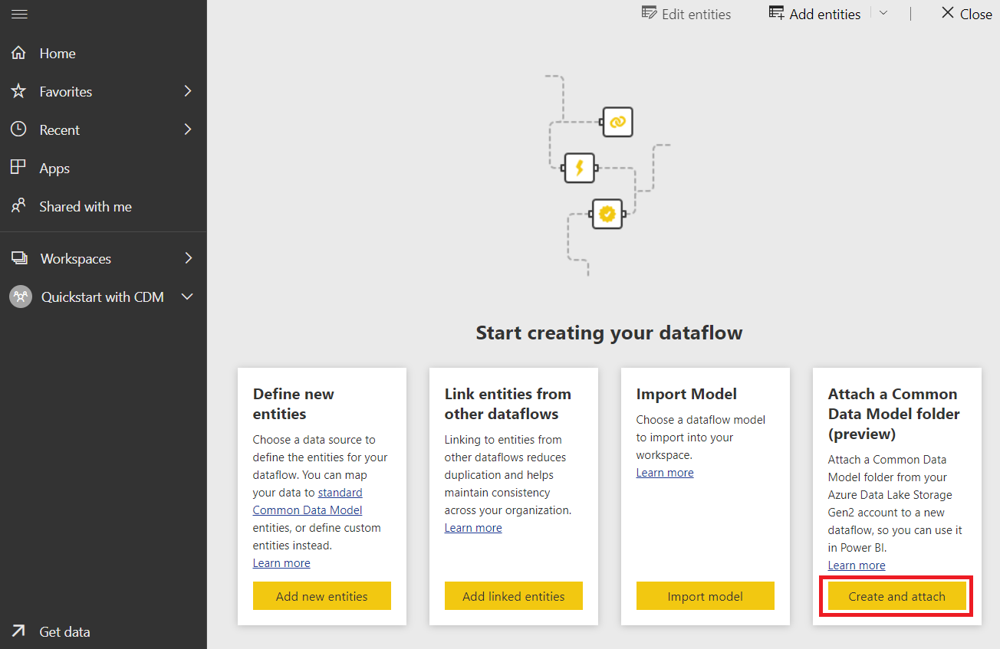 Edit entities
Add entities
Close
Home
Favorites
Recent
Apps
Shared with me
Workspaces
Quickstart with CDM
Get data
Start creating your dataflow
Define new
entities
Choose a data source to
define the entities for your
dataflow. You can map
your data to standard
Common Data Model
entities, or define custom
entities instead.
Learn more
Add new entities
Link entities from
other dataflows
Linking to entities from
other dataflows reduces
duplication and helps
maintain consistency
across your organization.
Learn more
Add linked entities
Import Model
Choose a dataflow model
to import into your
workspace.
Learn more
Import model
Attach a Common
Data Model folder
(preview)
Attach a Common Data
Model folder from your
Azure Data Lake Storage
Gen2 account to a new
dataflow, so you can use it
in Power BI.
Learn more
Create and attach